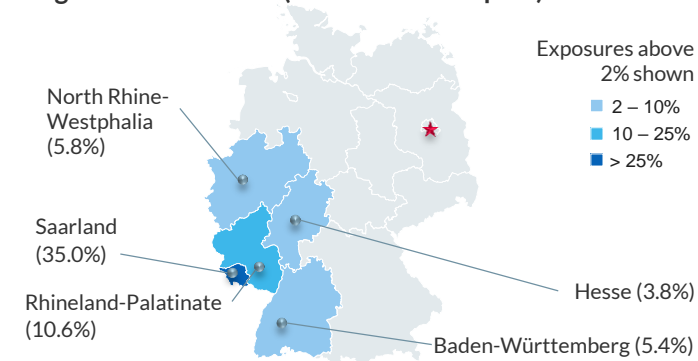 Exposures above
2% shown
2 – 10%
10 – 25%
> 25%
North Rhine-
Westphalia
(5.8%)
Saarland
(35.0%)
Rhineland-Palatinate
(10.6%)
Hesse (3.8%)
Baden-Württemberg (5.4%)